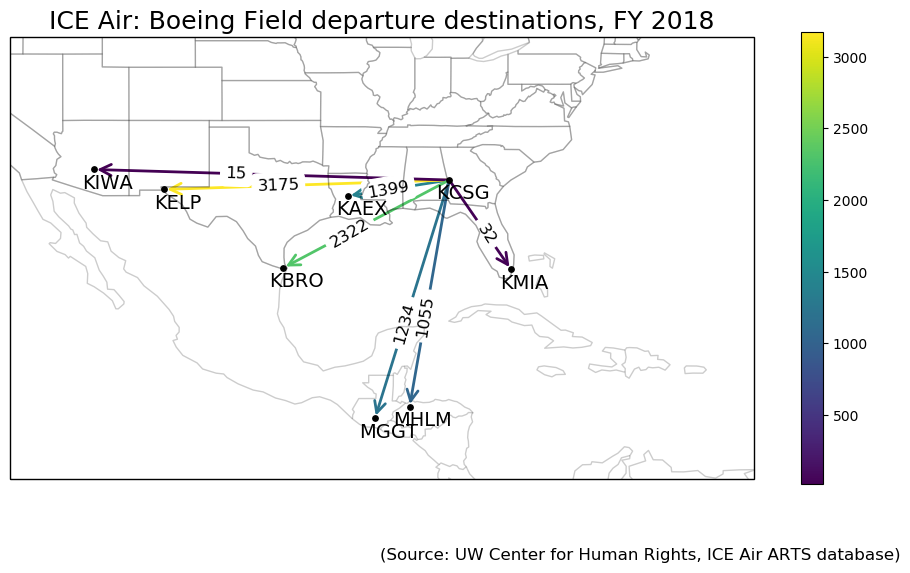 ICE Air: Boeing Field departure destinations, FY 2018
3000
2500
2000
1500
1000
500
15
KIWA
3175
1399
KCSG
KELP
KAEX
2322
32
KBRO
KMIA
1234
1055
MHLM
MGGT
(Source: UW Center for Human Rights, ICE Air ARTS database)